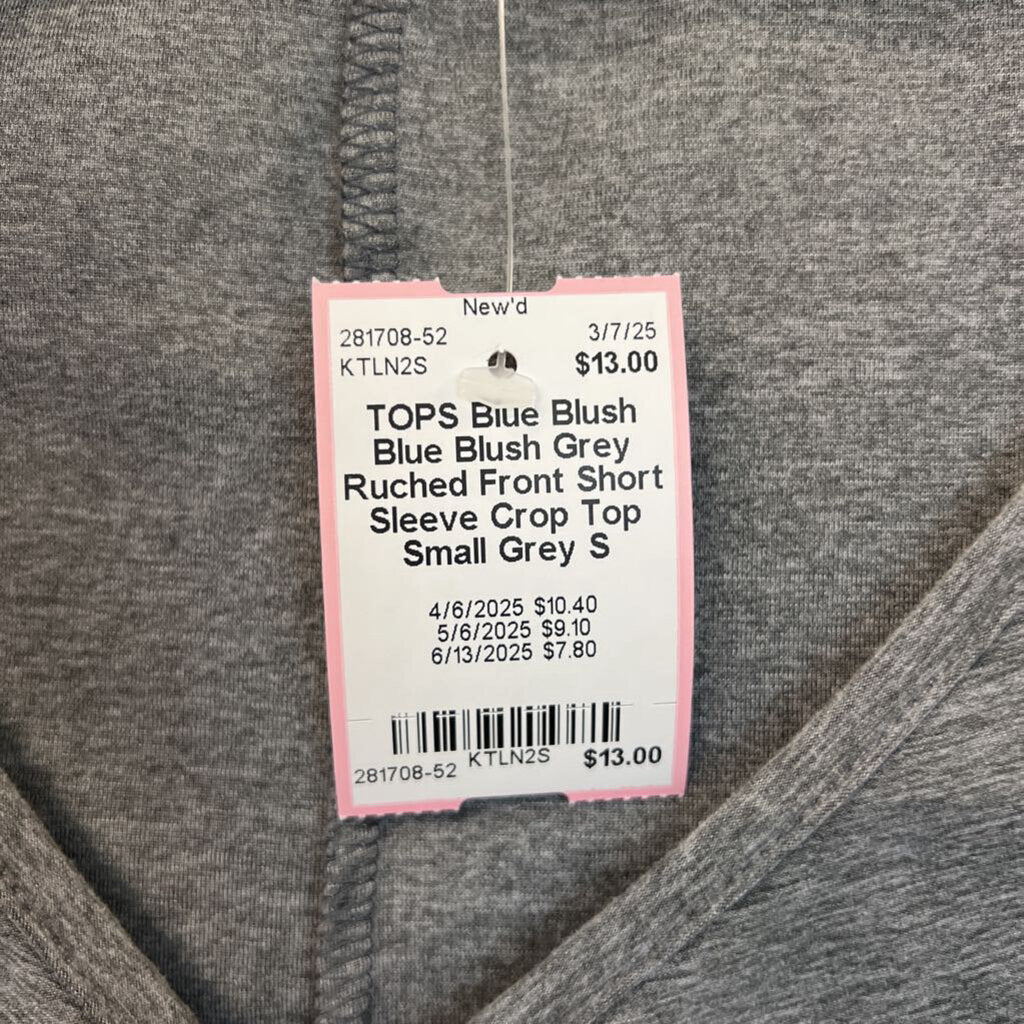 New'd
281708-52 3/7/25
KTLN2S $13.00
TOPS Blue Blush
Blue Blush Grey
Ruched Front Short
Sleeve Crop Top
Small Grey S
4/6/2025 $10.40
5/6/2025 $9.10
6/13/2025 $7.80
281708-52 KTLN2S $13.00